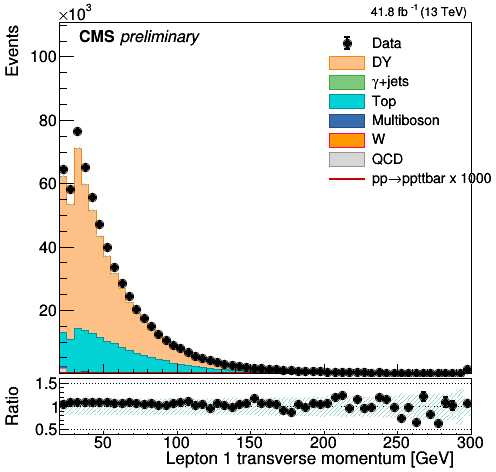 ×10³
41.8 fb⁻¹ (13 TeV)
CMS preliminary
Events
100
80
60
40
20
Data
DY
γ+jets
Top
Multiboson
W
QCD
pp→ppttbar x 1000
Ratio
1.5
1
0.5
50 100 150 200 250 300
Lepton 1 transverse momentum [GeV]